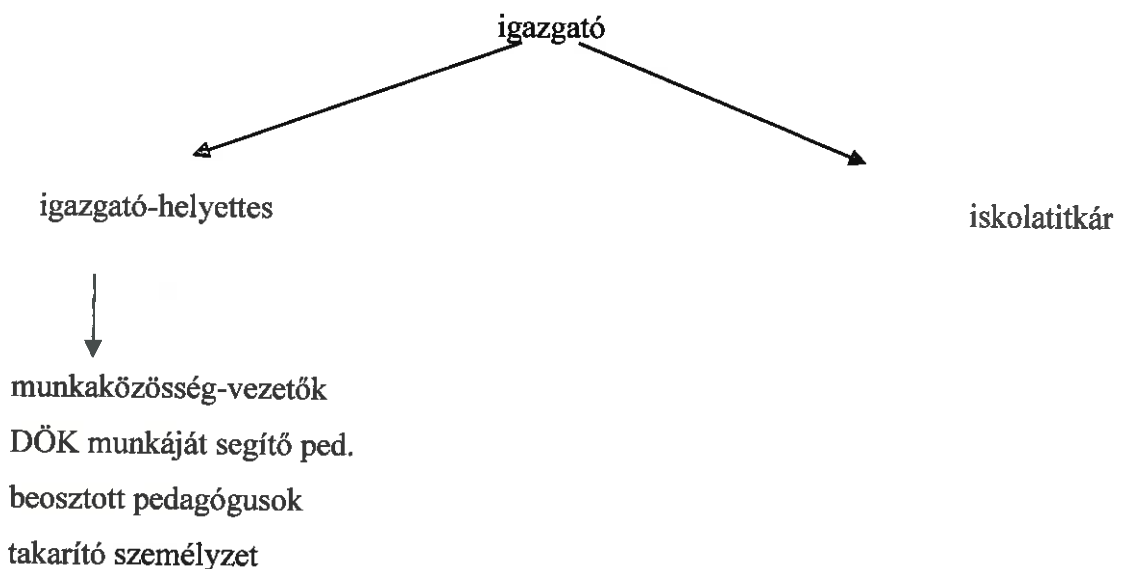 igazgató
igazgató-helyettes
iskolatitkár
munkaközösség-vezetők
DÖK munkáját segítő ped.
beosztott pedagógusok
takarító személyzet